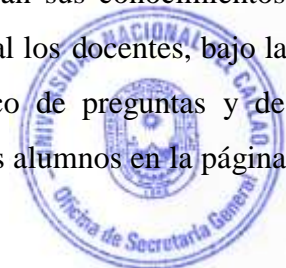 an sus conocimientos
al los docentes, bajo la
co de preguntas y de
s alumnos en la página
UNIVERSIDAD NACIONAL DEL CALLAO
Oficina de Secretaría General